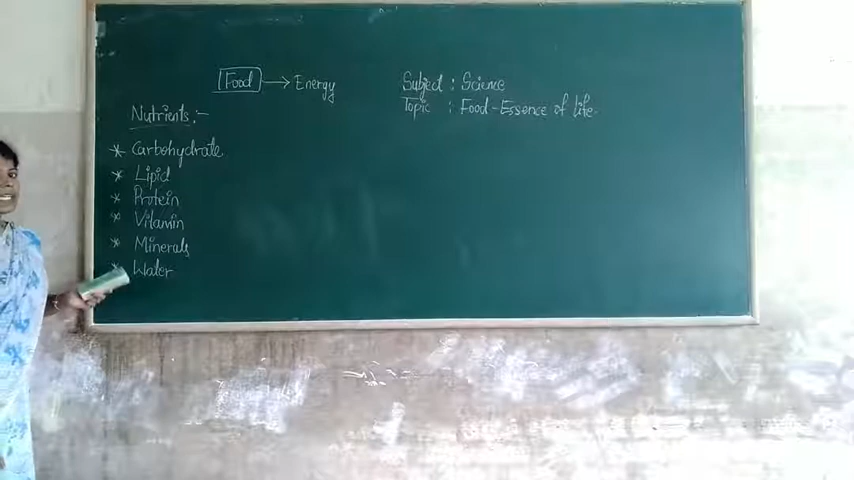 Food → Energy
Subject : Science
Topic : Food - Essence of life.
Nutrients :-
* Carbohydrate
* Lipid
* Protein
* Vitamin
* Minerals
* Water